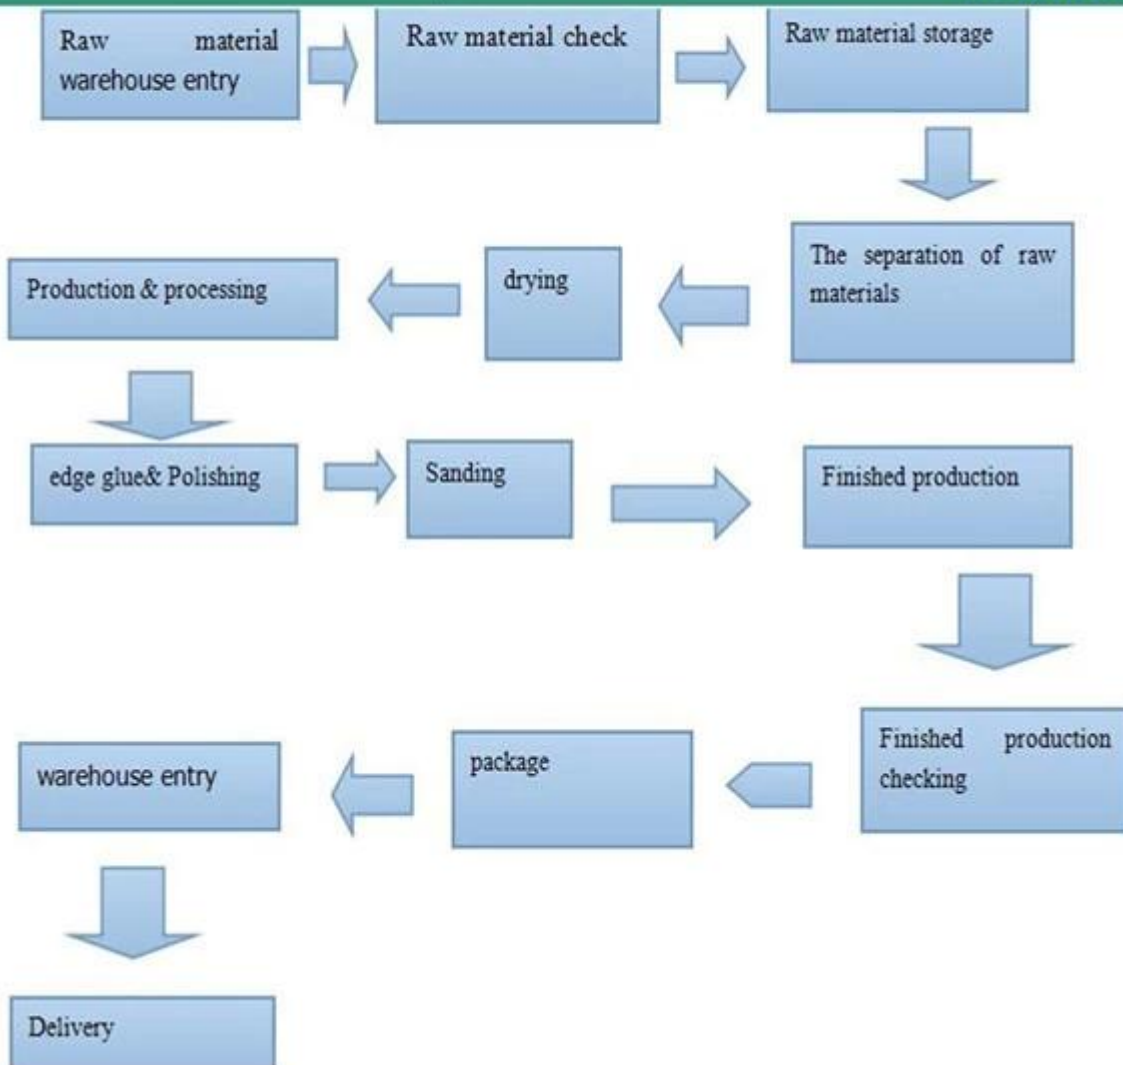 Raw material
warehouse entry
Raw material check
Raw material storage
The separation of raw
materials
drying
Production & processing
edge glue& Polishing
Sanding
Finished production
Finished production
checking
package
warehouse entry
Delivery